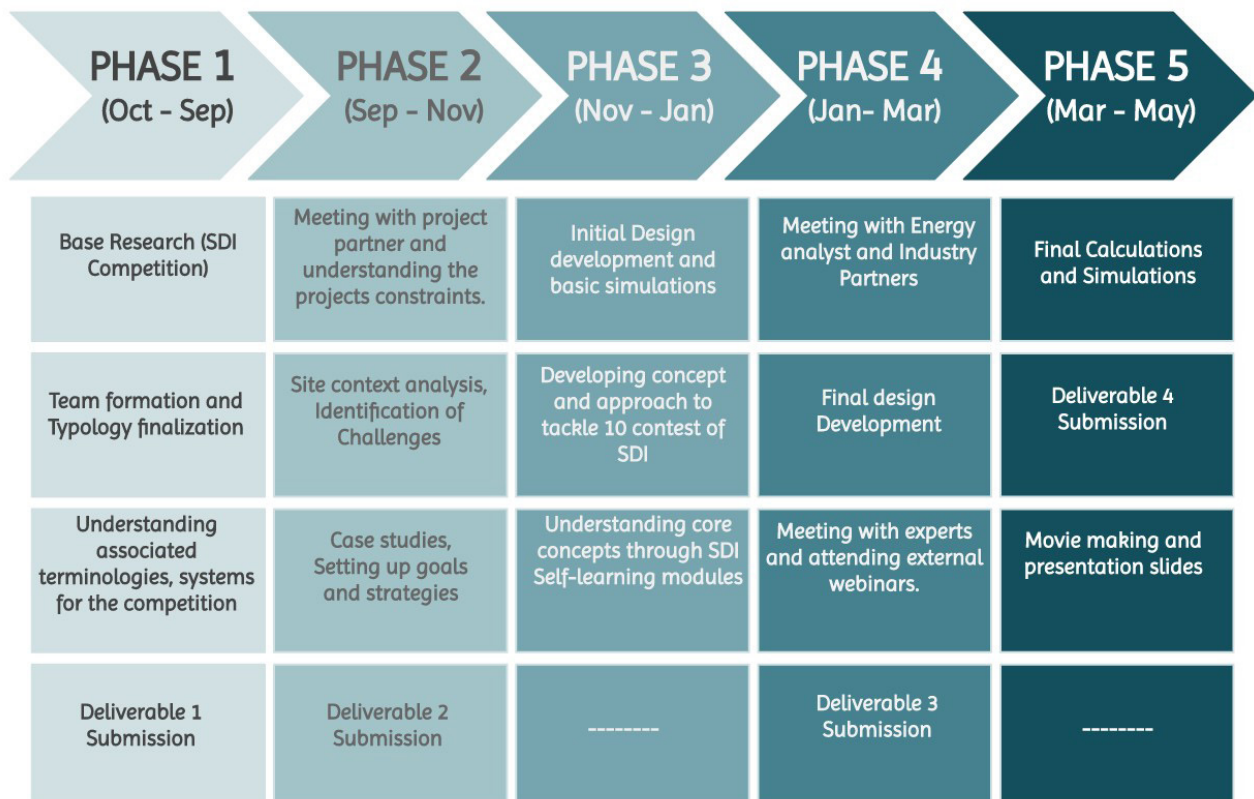 PHASE 1
(Oct - Sep)
PHASE 2
(Sep - Nov)
PHASE 3
(Nov - Jan)
PHASE 4
(Jan- Mar)
PHASE 5
(Mar - May)
Base Research (SDI
Competition)
Meeting with project
partner and
understanding the
projects constraints.
Initial Design
development and
basic simulations
Meeting with Energy
analyst and Industry
Partners
Final Calculations
and Simulations
Team formation and
Typology finalization
Site context analysis,
Identification of
Challenges
Developing concept
and approach to
tackle 10 contest of
SDI
Final design
Development
Deliverable 4
Submission
Understanding
associated
terminologies, systems
for the competition
Case studies,
Setting up goals
and strategies
Understanding core
concepts through SDI
Self-learning modules
Meeting with experts
and attending external
webinars.
Movie making and
presentation slides
Deliverable 1
Submission
Deliverable 2
Submission
--------
Deliverable 3
Submission
--------